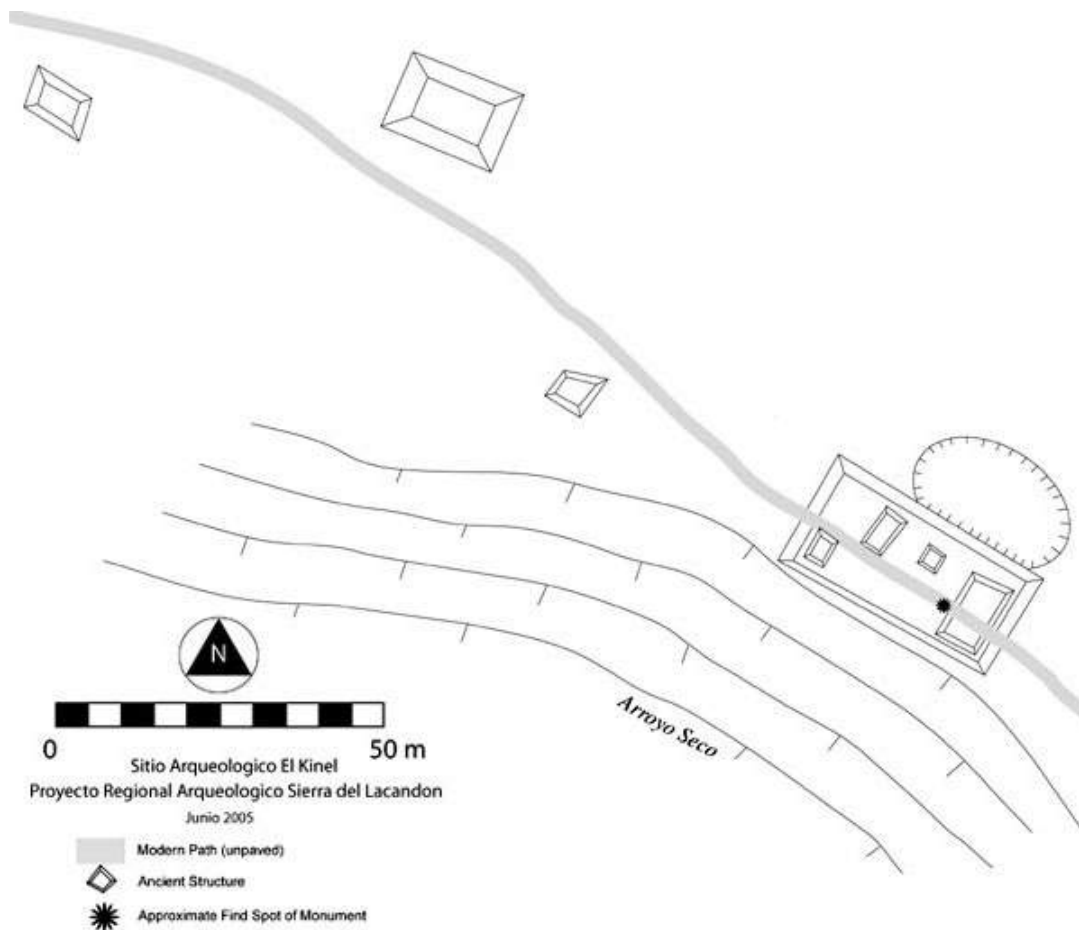 Arroyo Seco
N
0 50 m
Sitio Arqueologico El Kinel
Proyecto Regional Arqueologico Sierra del Lacandon
Junio 2005
Modern Path (unpaved)
Ancient Structure
Approximate Find Spot of Monument